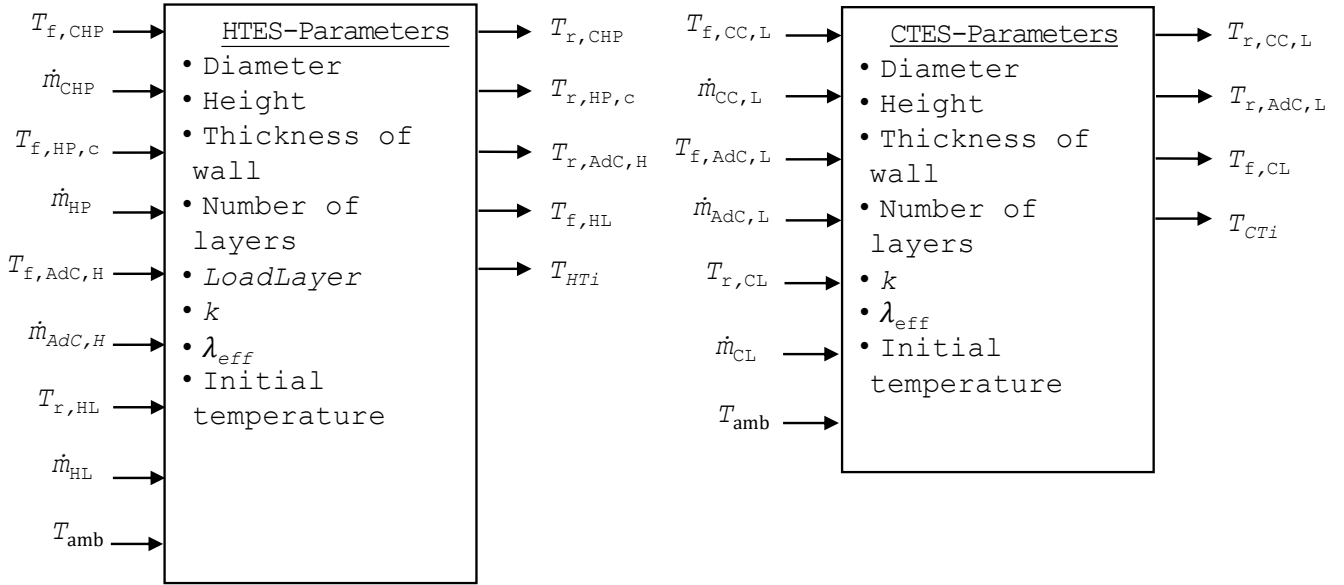 T_f,CHP
ṁ_CHP
T_f,HP,c
ṁ_HP
T_f,AdC,H
ṁ_AdC,H
T_r,HL
ṁ_HL
T_amb
HTES-Parameters
• Diameter
• Height
• Thickness of
wall
• Number of
layers
• LoadLayer
• k
• λ_eff
• Initial
temperature
T_r,CHP
T_r,HP,c
T_r,AdC,H
T_f,HL
T_HTi
T_f,CC,L
ṁ_CC,L
T_f,AdC,L
ṁ_AdC,L
T_r,CL
ṁ_CL
T_amb
CTES-Parameters
• Diameter
• Height
• Thickness of
wall
• Number of
layers
• k
• λ_eff
• Initial
temperature
T_r,CC,L
T_r,AdC,L
T_f,CL
T_CTi